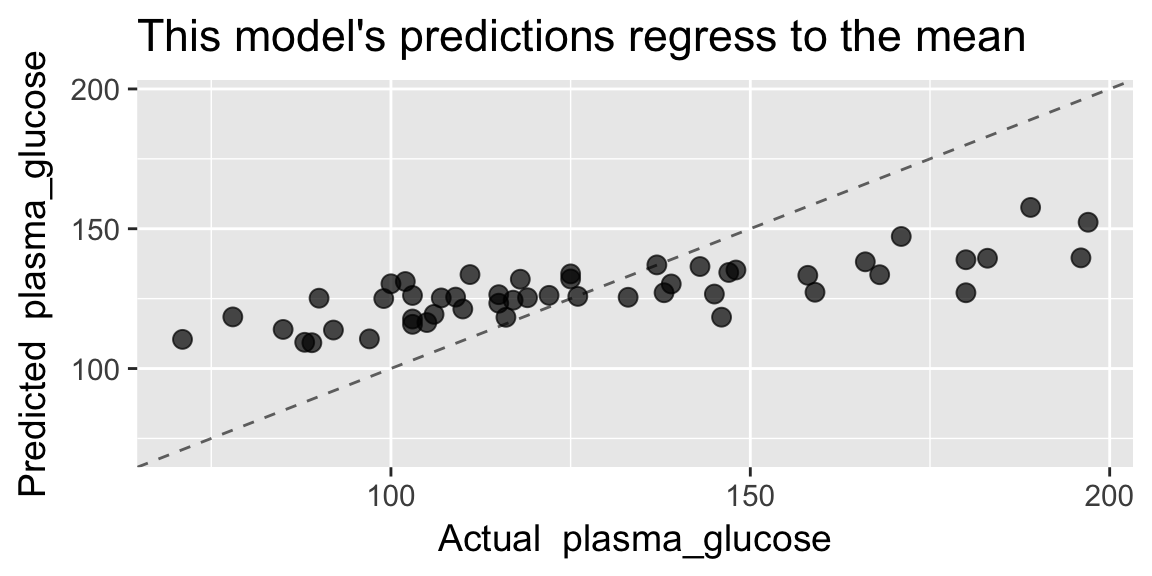 This model's predictions regress to the mean
Predicted  plasma_glucose
200
150
100
100
150
200
Actual  plasma_glucose